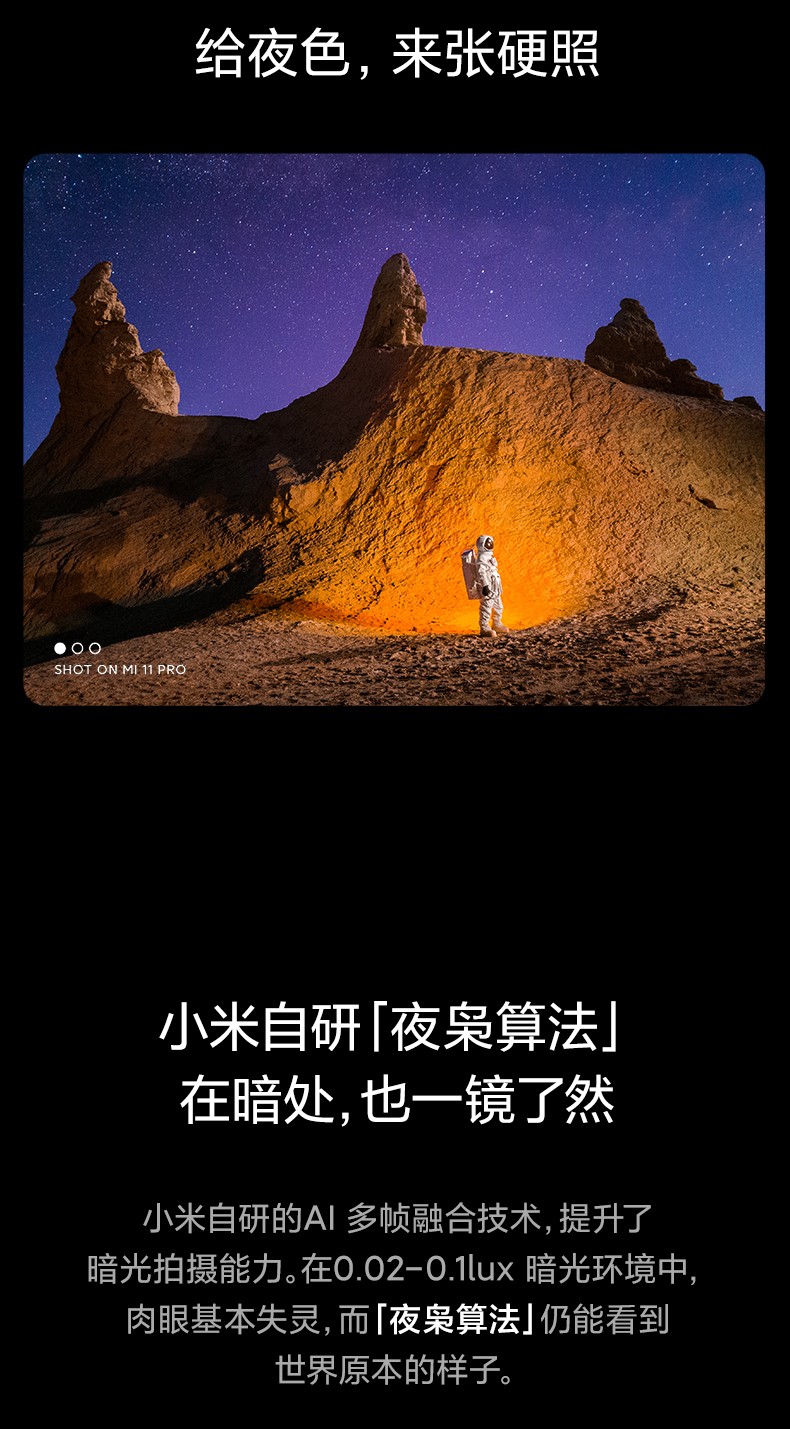 给夜色，来张硬照
SHOT ON MI 11 PRO
小米自研「夜枭算法」
在暗处，也一镜了然
小米自研的AI 多帧融合技术，提升了
暗光拍摄能力。在0.02-0.1lux 暗光环境中，
肉眼基本失灵，而「夜枭算法」仍能看到
世界原本的样子。